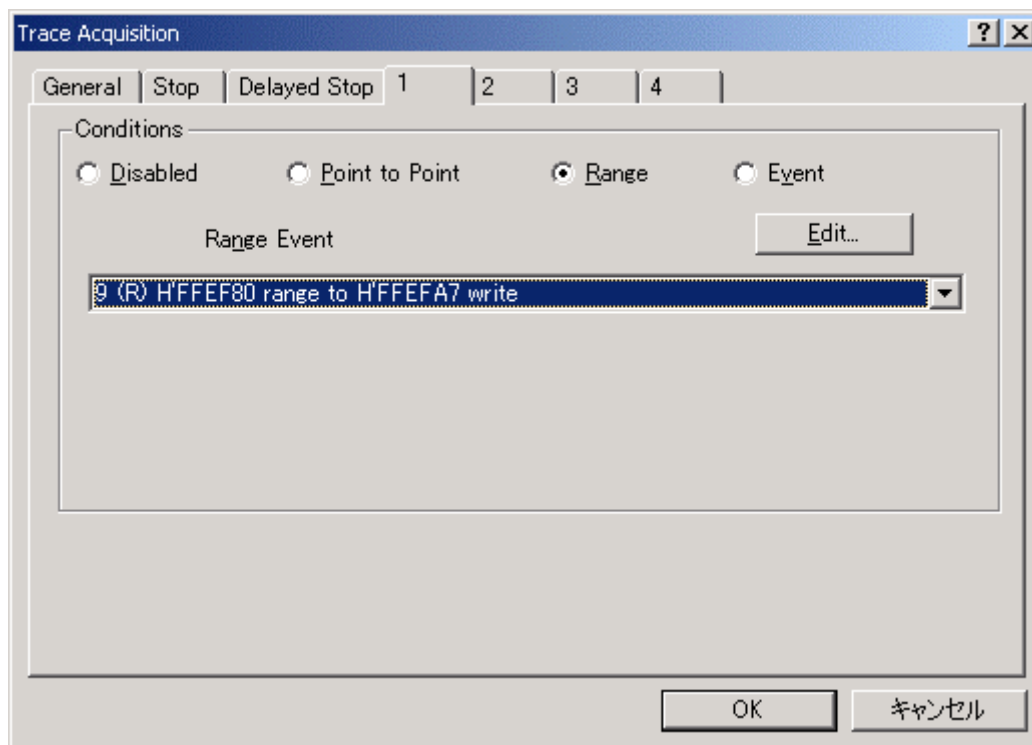 Trace Acquisition
General Stop Delayed Stop 1 2 3 4
Conditions
Disabled Point to Point Range Event
Range Event Edit...
9 (R) H'FFEF80 range to H'FFEFA7 write
OK キャンセル